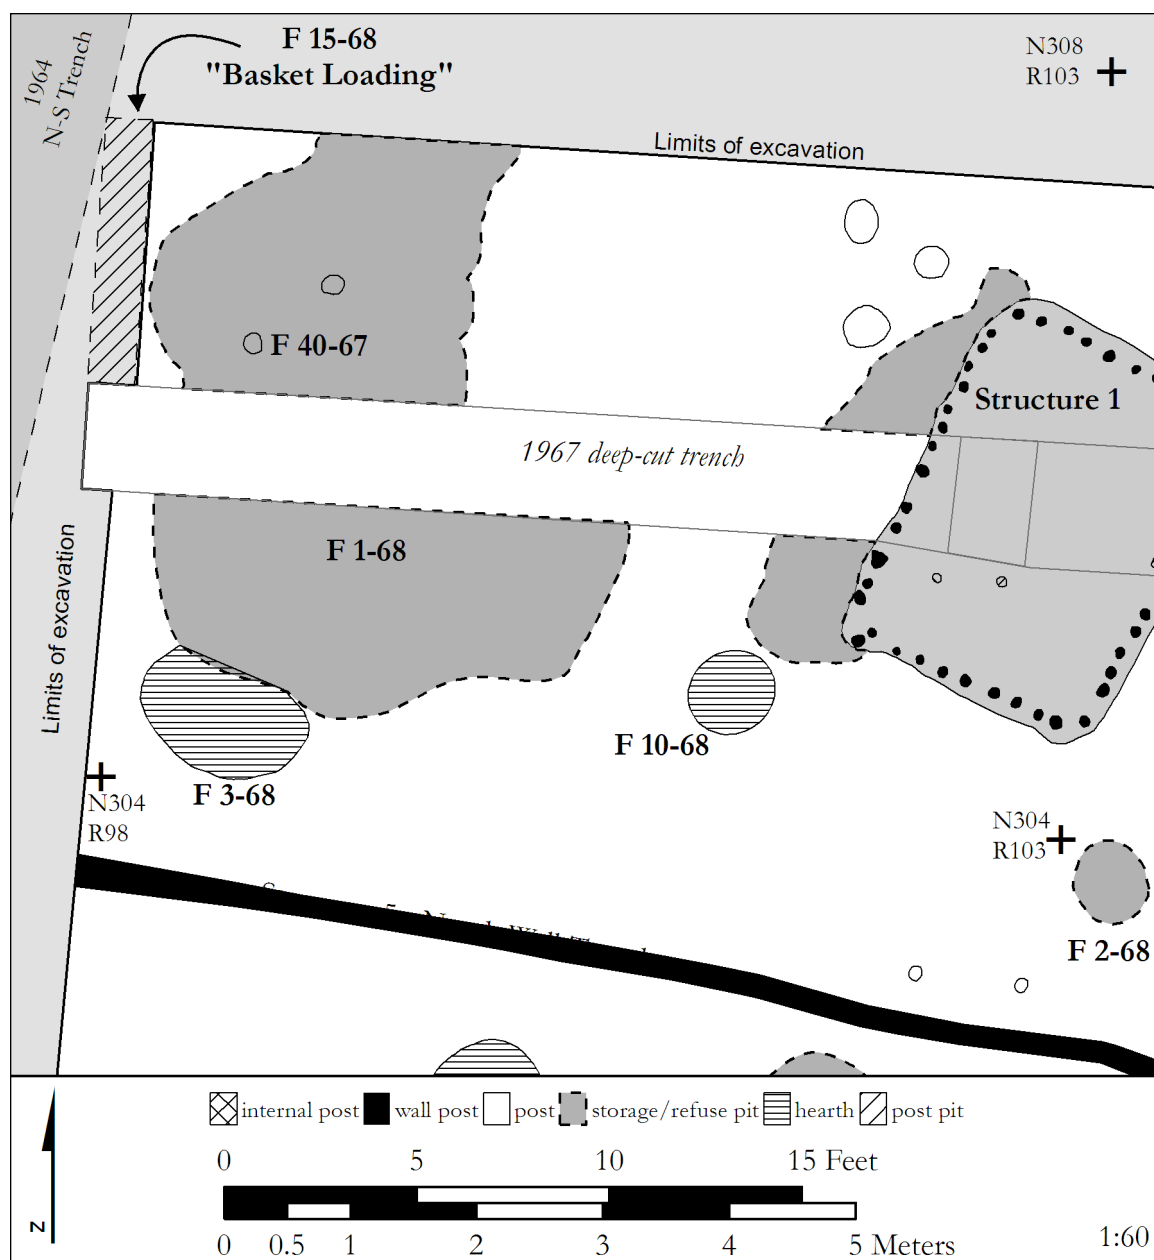 F 15-68
"Basket Loading"
1964
N-S Trench
N308
R103
Limits of excavation
F 40-67
Structure 1
1967 deep-cut trench
F 1-68
Limits of excavation
F 10-68
F 3-68
N304
R98
N304
R103
F 2-68
internal post
wall post
post
storage/refuse pit
hearth
post pit
0 5 10 15 Feet
0 0.5 1 2 3 4 5 Meters
1:60
z